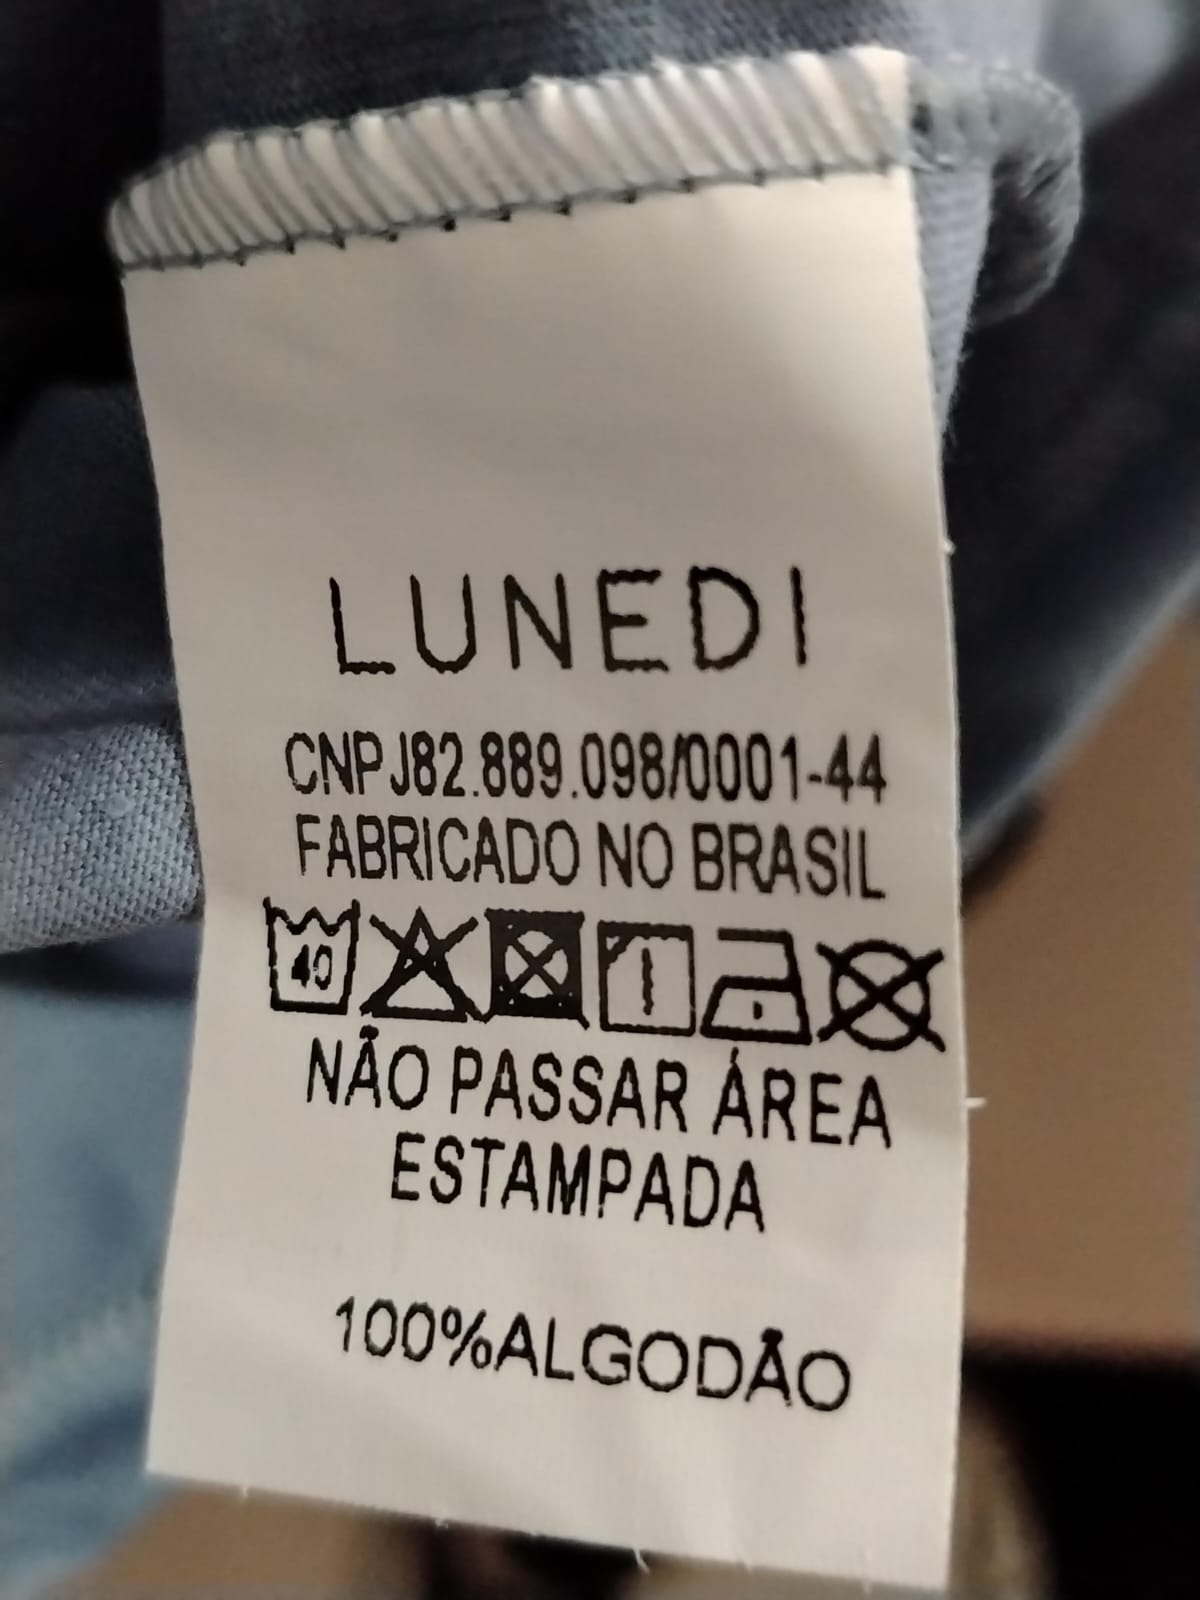 LUNEDI
CNPJ82.889.098/0001-44
FABRICADO NO BRASIL
40
NÃO PASSAR ÁREA
ESTAMPADA
100%ALGODÃO